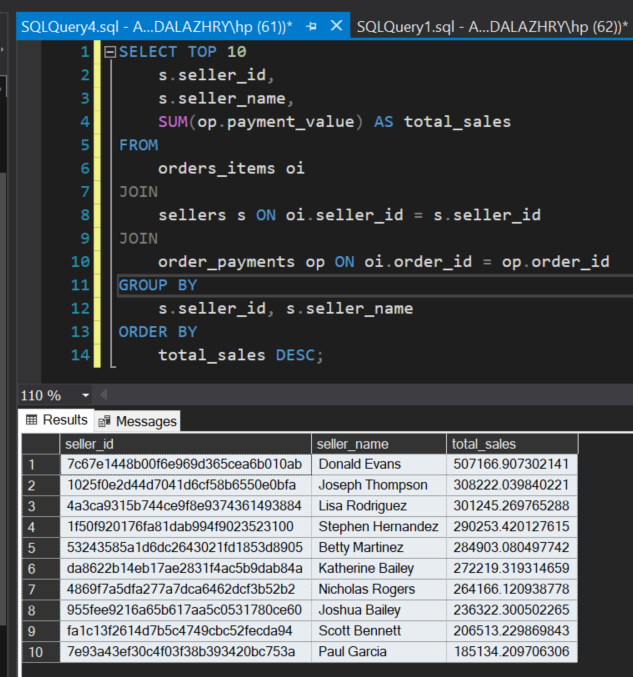 SQLQuery4.sql - A...DALAZHRY\hp (61))* SQLQuery1.sql - A...DALAZHRY\hp (62))*
1 SELECT TOP 10
2 s.seller_id,
3 s.seller_name,
4 SUM(op.payment_value) AS total_sales
5 FROM
6 orders_items oi
7 JOIN
8 sellers s ON oi.seller_id = s.seller_id
9 JOIN
10 order_payments op ON oi.order_id = op.order_id
11 GROUP BY
12 s.seller_id, s.seller_name
13 ORDER BY
14 total_sales DESC;
110 %
Results Messages
seller_id seller_name total_sales
1 7c67e1448b00f6e969d365cea6b010ab Donald Evans 507166.907302141
2 1025f0e2d44d7041d6cf58b6550e0bfa Joseph Thompson 308222.039840221
3 4a3ca9315b744ce9f8e9374361493884 Lisa Rodriguez 301245.269765288
4 1f50f920176fa81dab994f9023523100 Stephen Hernandez 290253.420127615
5 53243585a1d6dc2643021fd1853d8905 Betty Martinez 284903.080497742
6 da8622b14eb17ae2831f4ac5b9dab84a Katherine Bailey 272219.319314659
7 4869f7a5dfa277a7dca6462dcf3b52b2 Nicholas Rogers 264166.120938778
8 955fee9216a65b617aa5c0531780ce60 Joshua Bailey 236322.300502265
9 fa1c13f2614d7b5c4749cbc52fecda94 Scott Bennett 206513.229869843
10 7e93a43ef30c4f03f38b393420bc753a Paul Garcia 185134.209706306